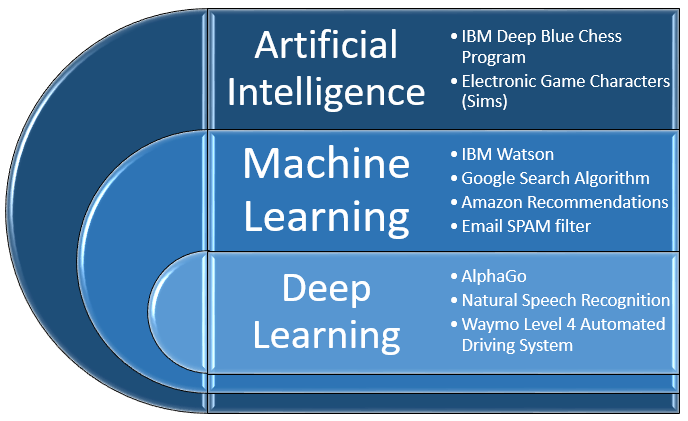 Artificial
Intelligence
• IBM Deep Blue Chess
Program
• Electronic Game Characters
(Sims)
Machine
Learning
• IBM Watson
• Google Search Algorithm
• Amazon Recommendations
• Email SPAM filter
Deep
Learning
• AlphaGo
• Natural Speech Recognition
• Waymo Level 4 Automated
Driving System